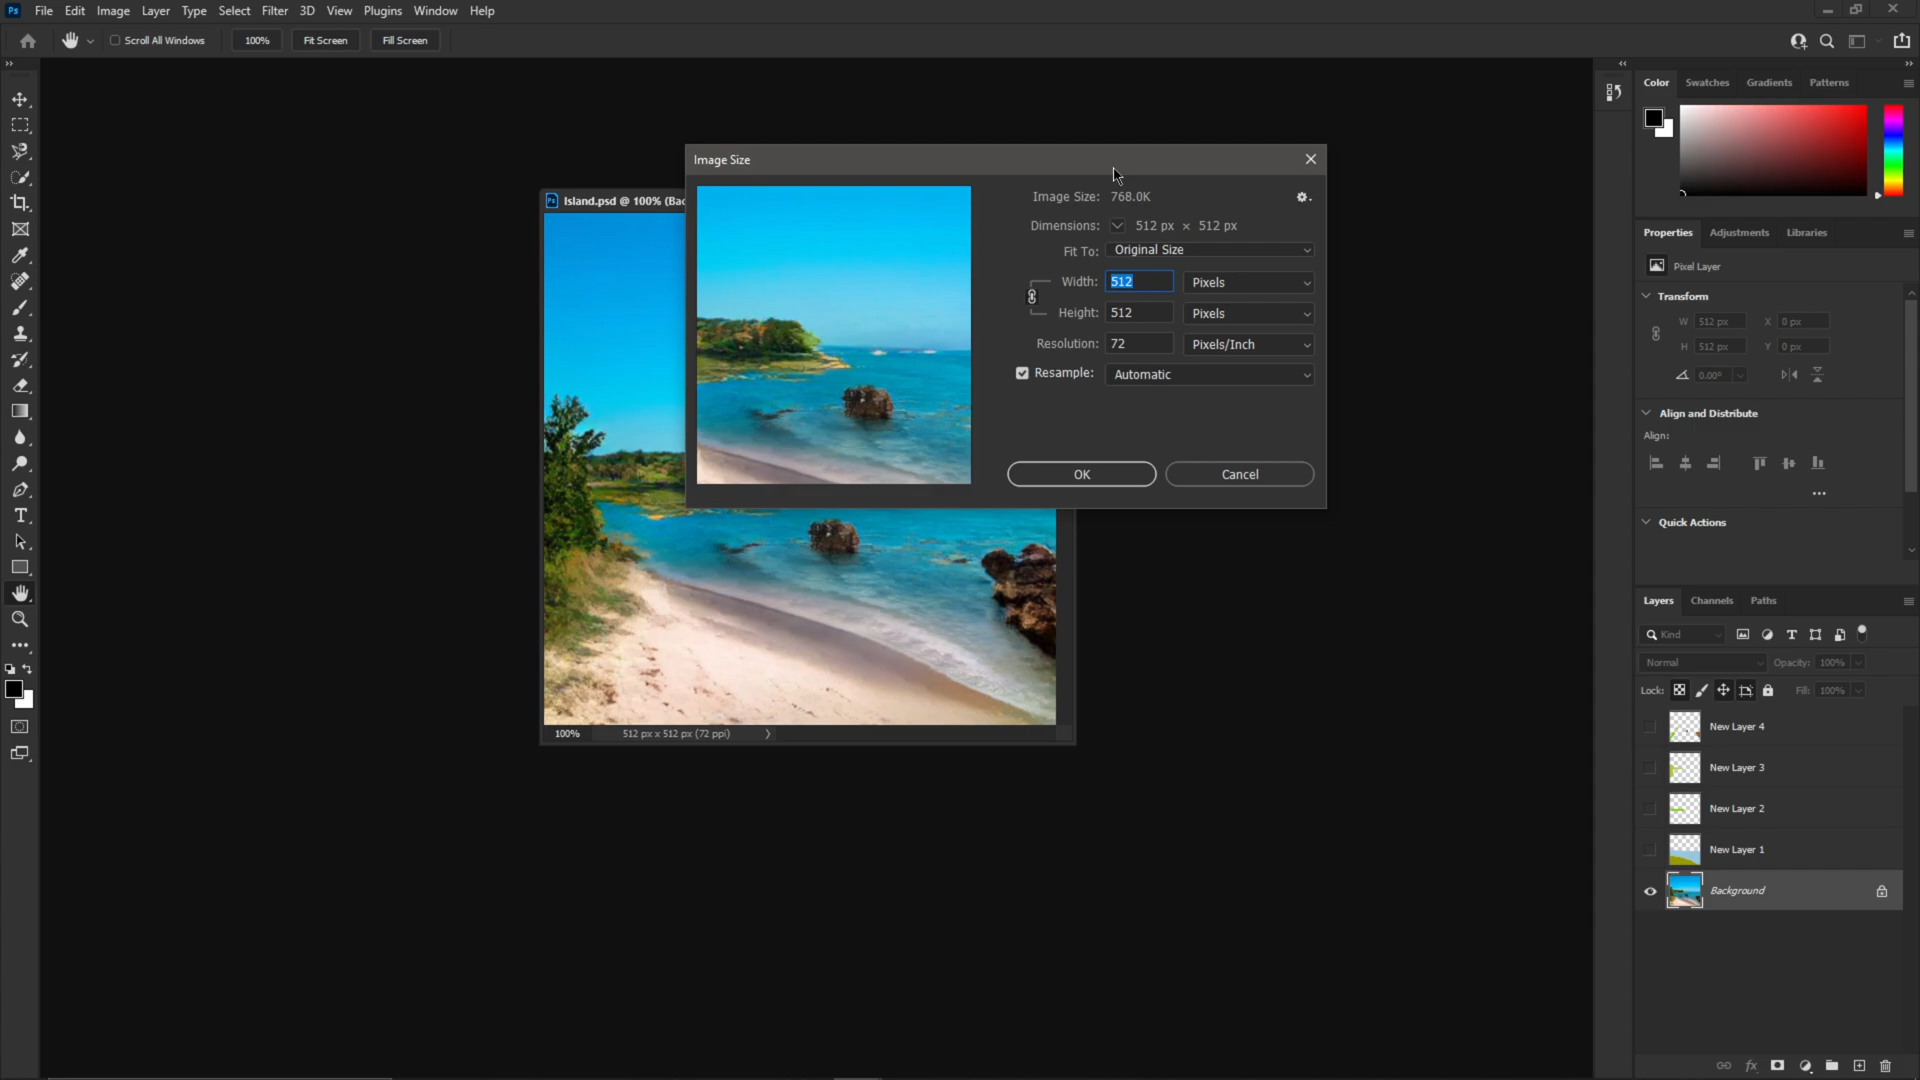 Ps File Edit Image Layer Type Select Filter 3D View Plugins Window Help
Scroll All Windows 100% Fit Screen Fill Screen
Color Swatches Gradients Patterns
Image Size
Image Size: 768.0K
Ps Island.psd @ 100% (Bac
Dimensions: 512 px × 512 px
Fit To: Original Size
Width: 512 Pixels
Height: 512 Pixels
Resolution: 72 Pixels/Inch
Resample: Automatic
OK Cancel
100% 512 px x 512 px (72 ppi)
Properties Adjustments Libraries
Pixel Layer
Transform
W 512 px X 0 px
H 512 px Y 0 px
0.00°
Align and Distribute
Align:
Quick Actions
Layers Channels Paths
Kind
Normal Opacity: 100%
Lock: Fill: 100%
New Layer 4
New Layer 3
New Layer 2
New Layer 1
Background
fx